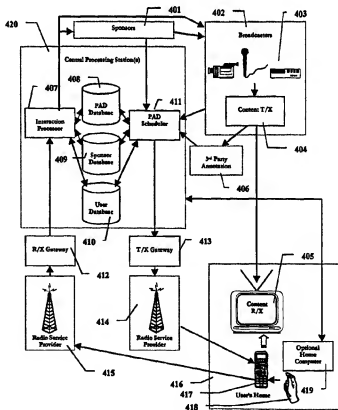 420
Sponsors
401
402
Broadcasters
403
Central Processing Station(s)
407
408
PAD
Database
411
Interaction
Processor
PAD
Scheduler
Content T/X
404
409
Sponsor
Database
3rd Party
Annotation
406
User
Database
410
R/X Gateway
412
T/X Gateway
413
405
Content
R/X
414
Radio Service
Provider
415
Radio Service
Provider
Optional
Home
Computer
416
417
418
User's Home
419